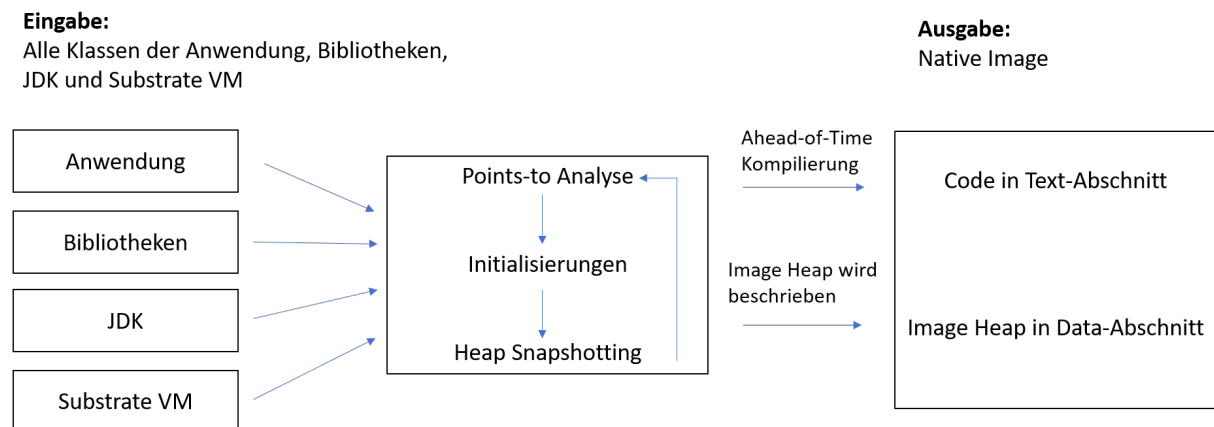 Eingabe:
Alle Klassen der Anwendung, Bibliotheken,
JDK und Substrate VM
Ausgabe:
Native Image
Anwendung
Bibliotheken
JDK
Substrate VM
Points-to Analyse
Initialisierungen
Heap Snapshotting
Ahead-of-Time
Kompilierung
Image Heap wird
beschrieben
Code in Text-Abschnitt
Image Heap in Data-Abschnitt